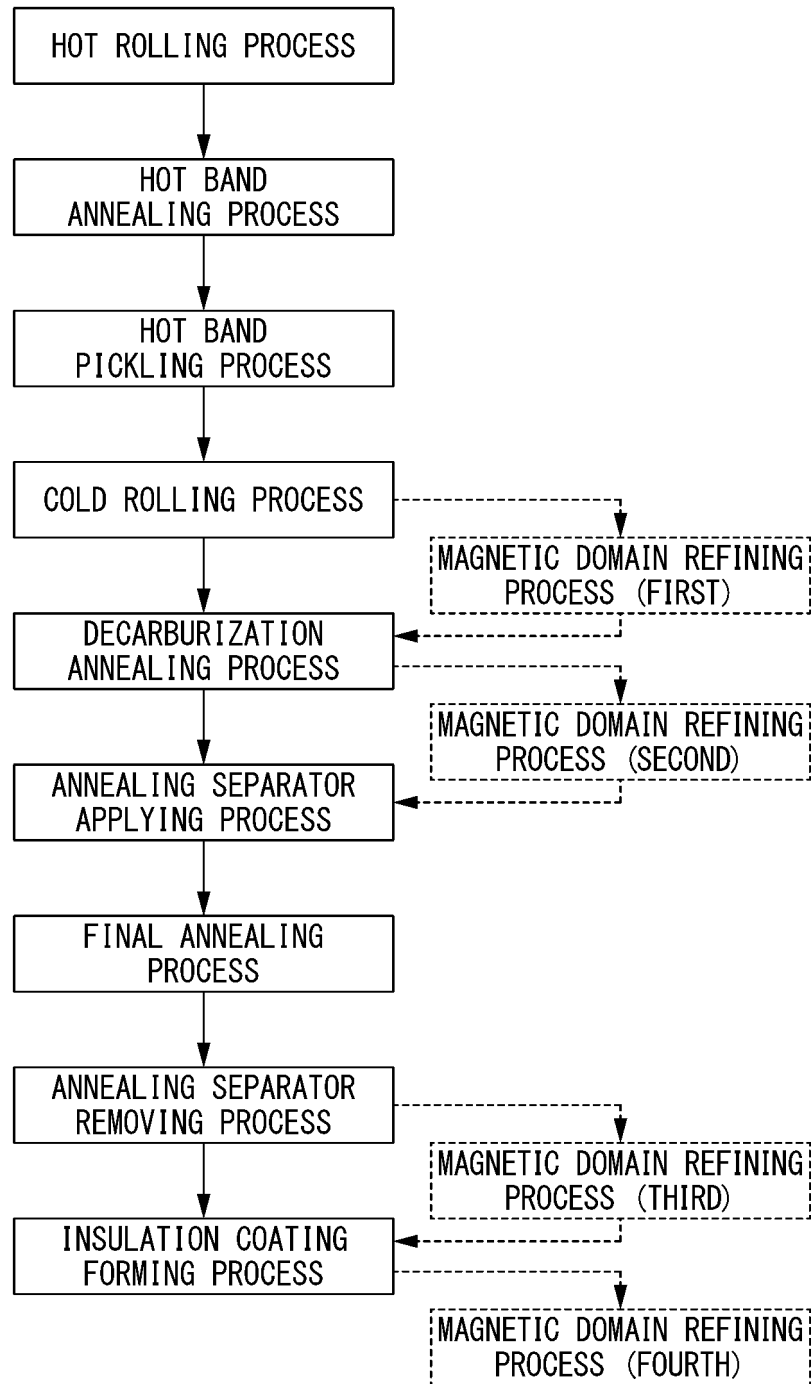 HOT ROLLING PROCESS
HOT BAND
ANNEALING PROCESS
HOT BAND
PICKLING PROCESS
COLD ROLLING PROCESS
MAGNETIC DOMAIN REFINING
PROCESS (FIRST)
DECARBURIZATION
ANNEALING PROCESS
MAGNETIC DOMAIN REFINING
PROCESS (SECOND)
ANNEALING SEPARATOR
APPLYING PROCESS
FINAL ANNEALING
PROCESS
ANNEALING SEPARATOR
REMOVING PROCESS
MAGNETIC DOMAIN REFINING
PROCESS (THIRD)
INSULATION COATING
FORMING PROCESS
MAGNETIC DOMAIN REFINING
PROCESS (FOURTH)